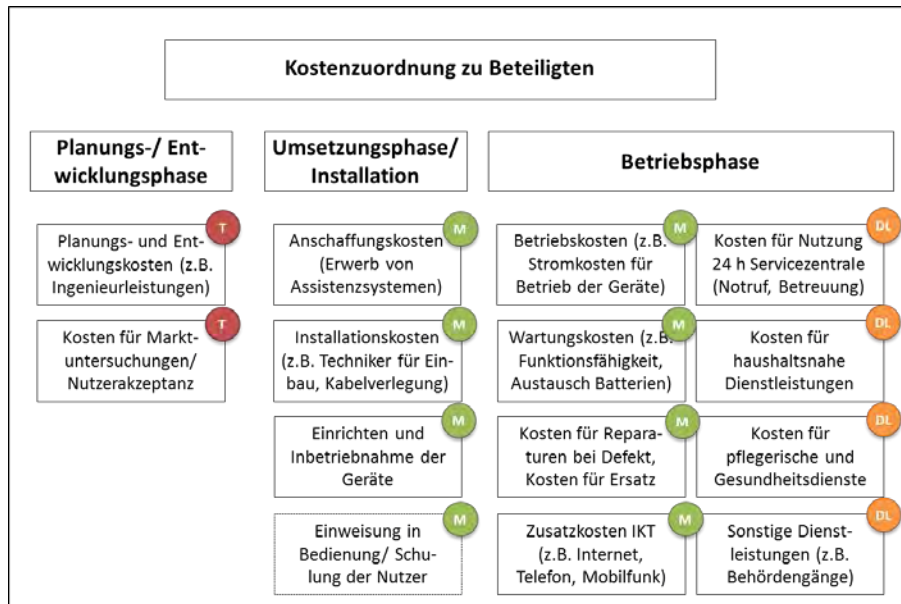 Kostenzuordnung zu Beteiligten
Planungs-/ Ent-
wicklungsphase
Umsetzungsphase/
Installation
Betriebsphase
T
Planungs- und Ent-
wicklungskosten (z.B.
Ingenieurleistungen)
T
Kosten für Markt-
untersuchungen/
Nutzerakzeptanz
M
Anschaffungskosten
(Erwerb von
Assistenzsystemen)
M
Installationskosten
(z.B. Techniker für Ein-
bau, Kabelverlegung)
M
Einrichten und
Inbetriebnahme der
Geräte
M
Einweisung in
Bedienung/ Schu-
lung der Nutzer
M
Betriebskosten (z.B.
Stromkosten für
Betrieb der Geräte)
M
Wartungskosten (z.B.
Funktionsfähigkeit,
Austausch Batterien)
M
Kosten für Repara-
turen bei Defekt,
Kosten für Ersatz
M
Zusatzkosten IKT
(z.B. Internet,
Telefon, Mobilfunk)
DL
Kosten für Nutzung
24 h Servicezentrale
(Notruf, Betreuung)
DL
Kosten für
haushaltsnahe
Dienstleistungen
DL
Kosten für
pflegerische und
Gesundheitsdienste
DL
Sonstige Dienst-
leistungen (z.B.
Behördengänge)